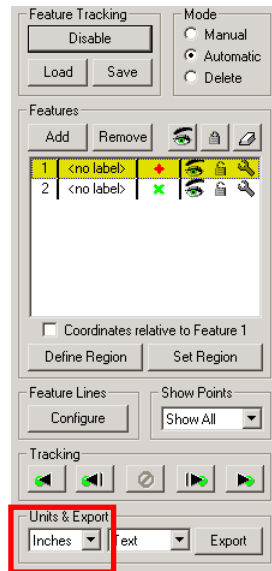 Feature Tracking
Disable
Load Save
Mode
Manual
Automatic
Delete
Features
Add Remove
1 <no label>
2 <no label>
Coordinates relative to Feature 1
Define Region Set Region
Feature Lines
Configure
Show Points
Show All
Tracking
Units & Export
Inches Text Export